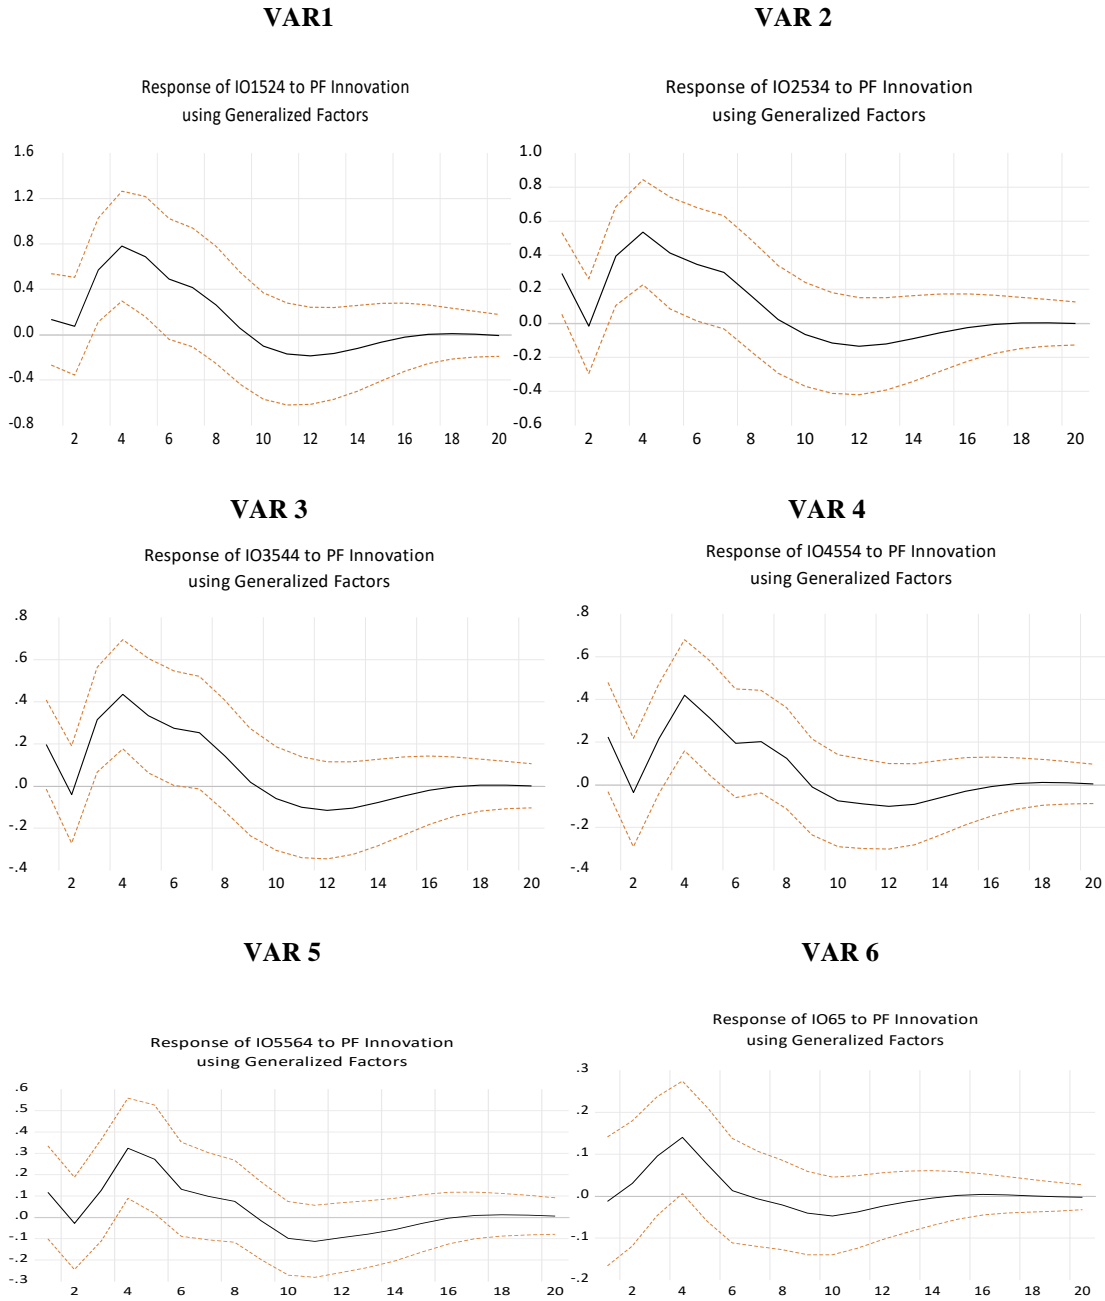 VAR1
VAR 2
Response of IO1524 to PF Innovation
using Generalized Factors
Response of IO2534 to PF Innovation
using Generalized Factors
1.6
1.2
0.8
0.4
0.0
-0.4
-0.8
2 4 6 8 10 12 14 16 18 20
1.0
0.8
0.6
0.4
0.2
0.0
-0.2
-0.4
-0.6
2 4 6 8 10 12 14 16 18 20
VAR 3
VAR 4
Response of IO3544 to PF Innovation
using Generalized Factors
Response of IO4554 to PF Innovation
using Generalized Factors
.8
.6
.4
.2
.0
-.2
-.4
2 4 6 8 10 12 14 16 18 20
.8
.6
.4
.2
.0
-.2
-.4
2 4 6 8 10 12 14 16 18 20
VAR 5
VAR 6
Response of IO5564 to PF Innovation
using Generalized Factors
Response of IO65 to PF Innovation
using Generalized Factors
.6
.5
.4
.3
.2
.1
.0
-.1
-.2
-.3
2 4 6 8 10 12 14 16 18 20
.3
.2
.1
.0
-.1
-.2
2 4 6 8 10 12 14 16 18 20